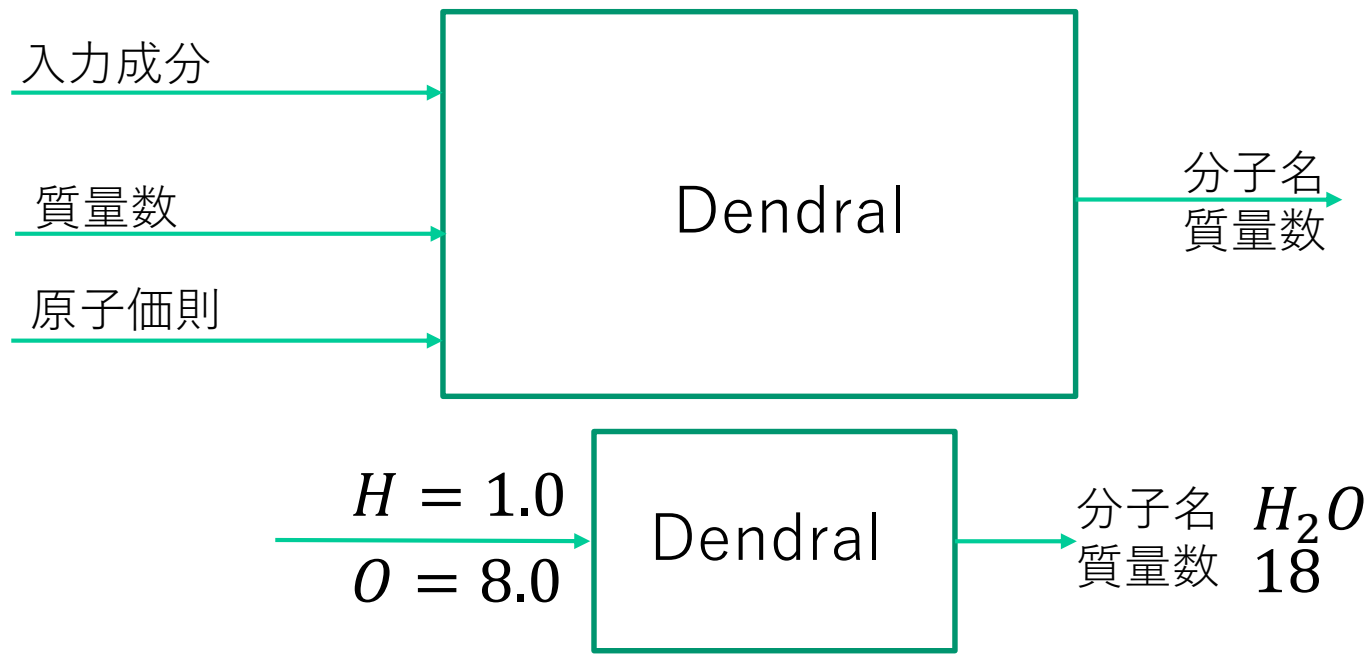 入力成分
質量数
原子価則
Dendral
分子名
質量数
H = 1.0
O = 8.0
Dendral
分子名 H₂O
質量数 18